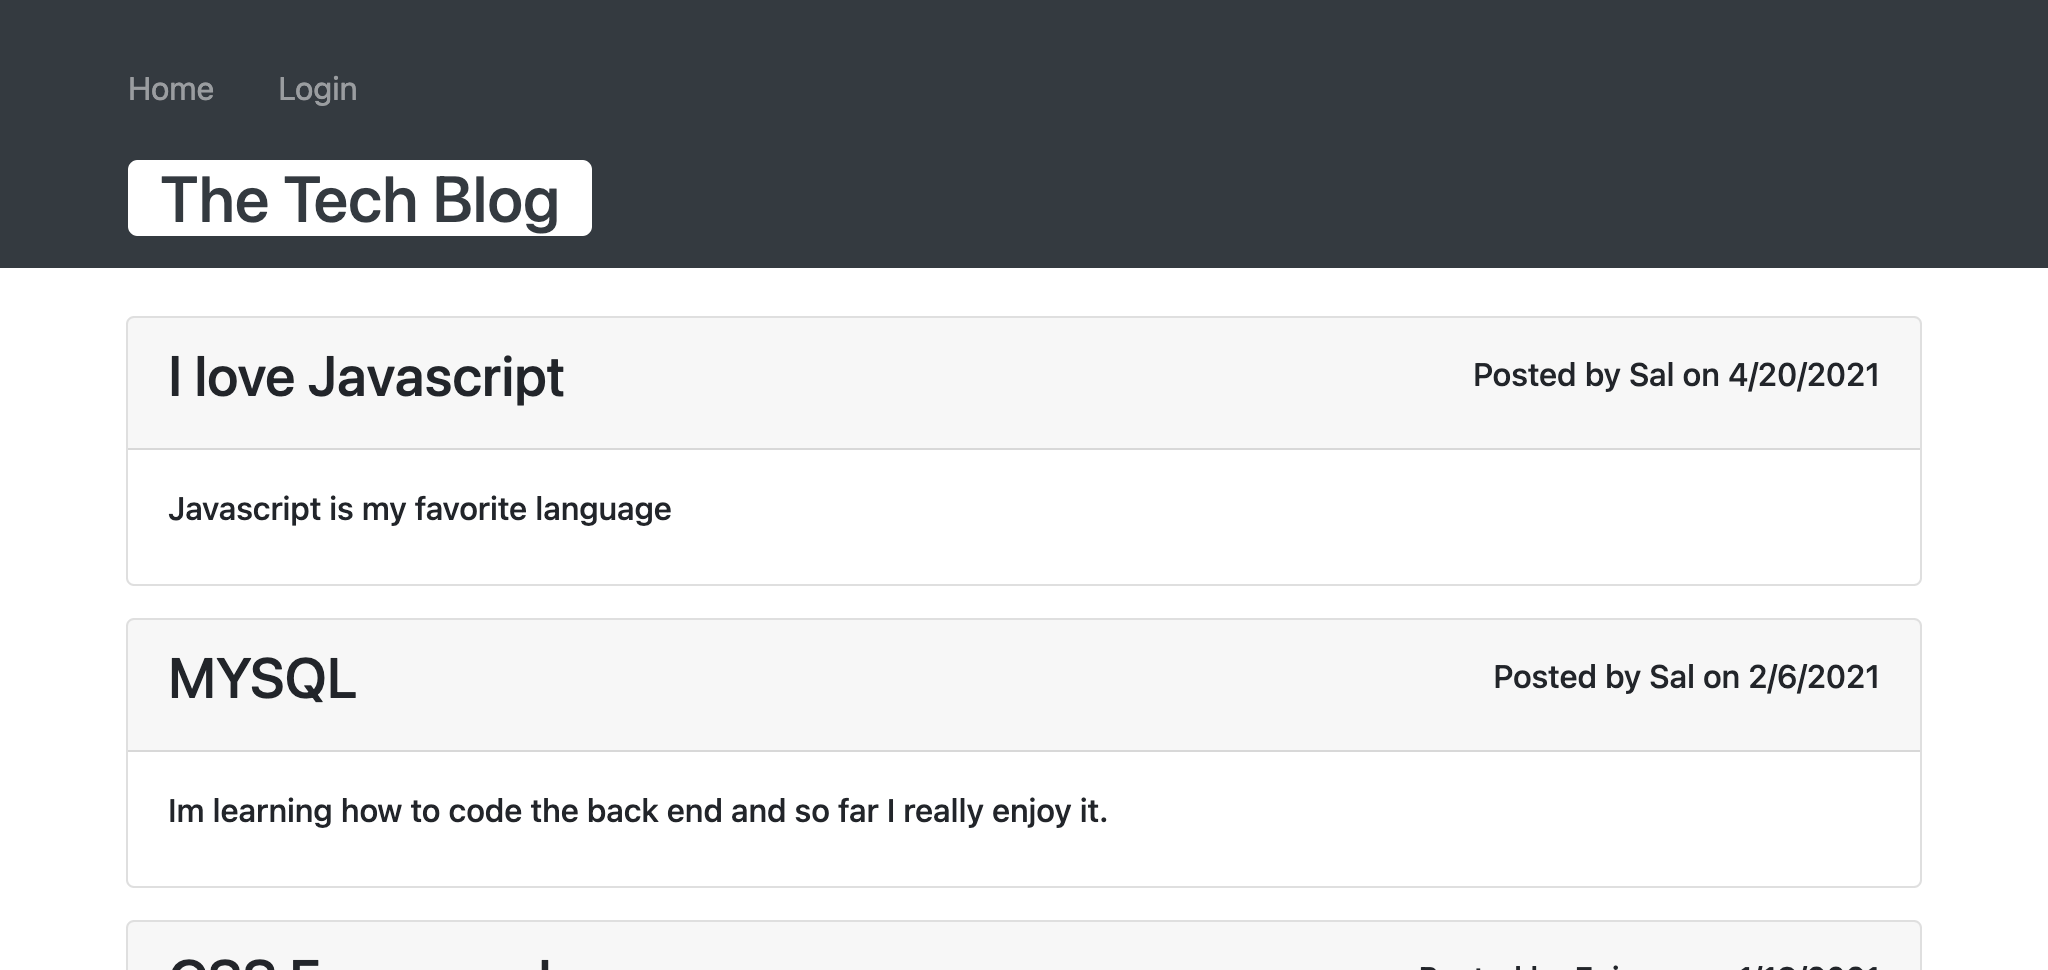 Home Login
The Tech Blog
I love Javascript
Posted by Sal on 4/20/2021
Javascript is my favorite language
MYSQL
Posted by Sal on 2/6/2021
Im learning how to code the back end and so far I really enjoy it.
CSS